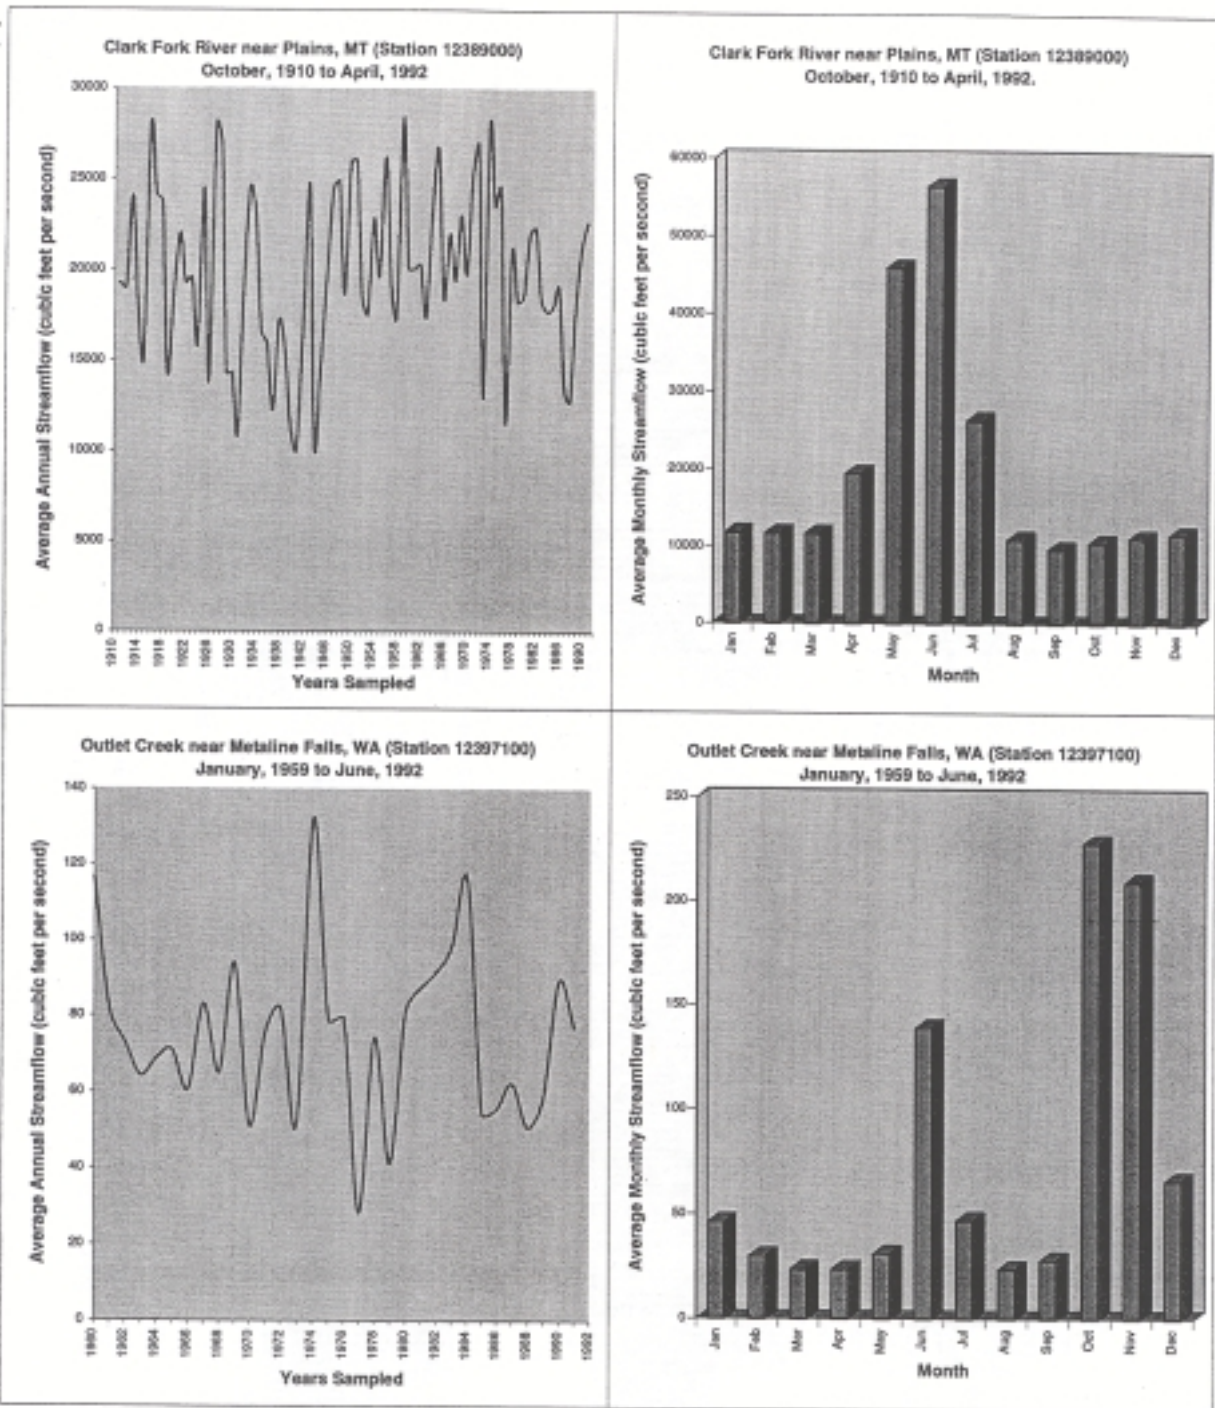 Clark Fork River near Plains, MT (Station 12389000)
October, 1910 to April, 1992
Average Annual Streamflow (cubic feet per second)
30000
25000
20000
15000
10000
5000
0
1910
1914
1918
1922
1926
1930
1934
1938
1942
1946
1950
1954
1958
1962
1966
1970
1974
1978
1982
1986
1990
Years Sampled
Clark Fork River near Plains, MT (Station 12389000)
October, 1910 to April, 1992.
Average Monthly Streamflow (cubic feet per second)
60000
50000
40000
30000
20000
10000
0
Jan
Feb
Mar
Apr
May
Jun
Jul
Aug
Sep
Oct
Nov
Dec
Month
Outlet Creek near Metaline Falls, WA (Station 12397100)
January, 1959 to June, 1992
Average Annual Streamflow (cubic feet per second)
140
120
100
80
60
40
20
0
1960
1962
1964
1966
1968
1970
1972
1974
1976
1978
1980
1982
1984
1986
1988
1990
1992
Years Sampled
Outlet Creek near Metaline Falls, WA (Station 12397100)
January, 1959 to June, 1992
Average Monthly Streamflow (cubic feet per second)
250
200
150
100
50
0
Jan
Feb
Mar
Apr
May
Jun
Jul
Aug
Sep
Oct
Nov
Dec
Month